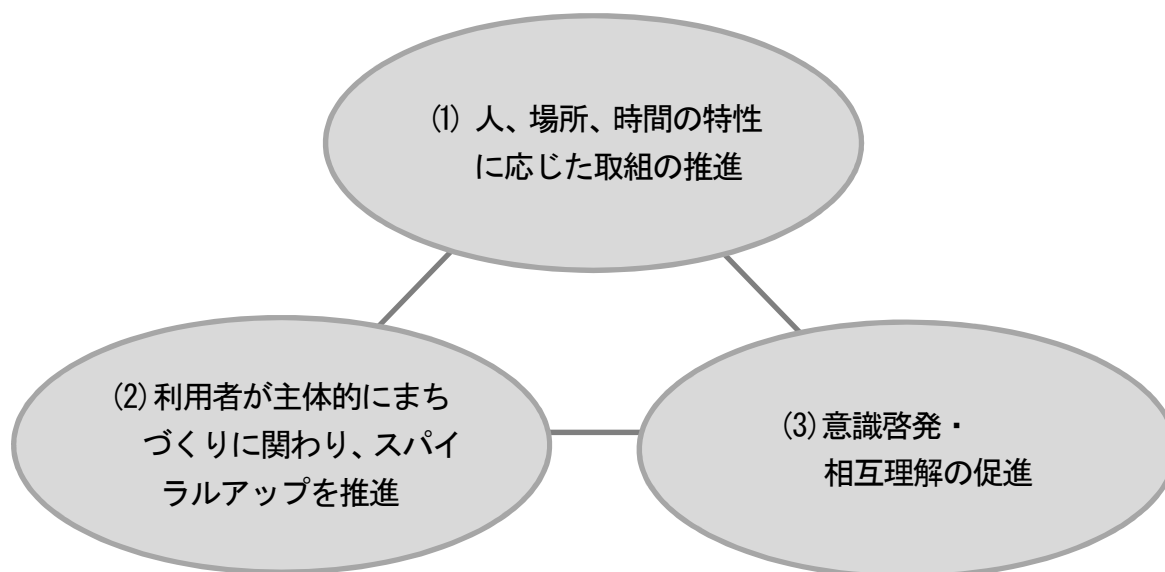 (1) 人、場所、時間の特性
に応じた取組の推進
(2) 利用者が主体的にまち
づくりに関わり、スパイ
ラルアップを推進
(3) 意識啓発・
相互理解の促進